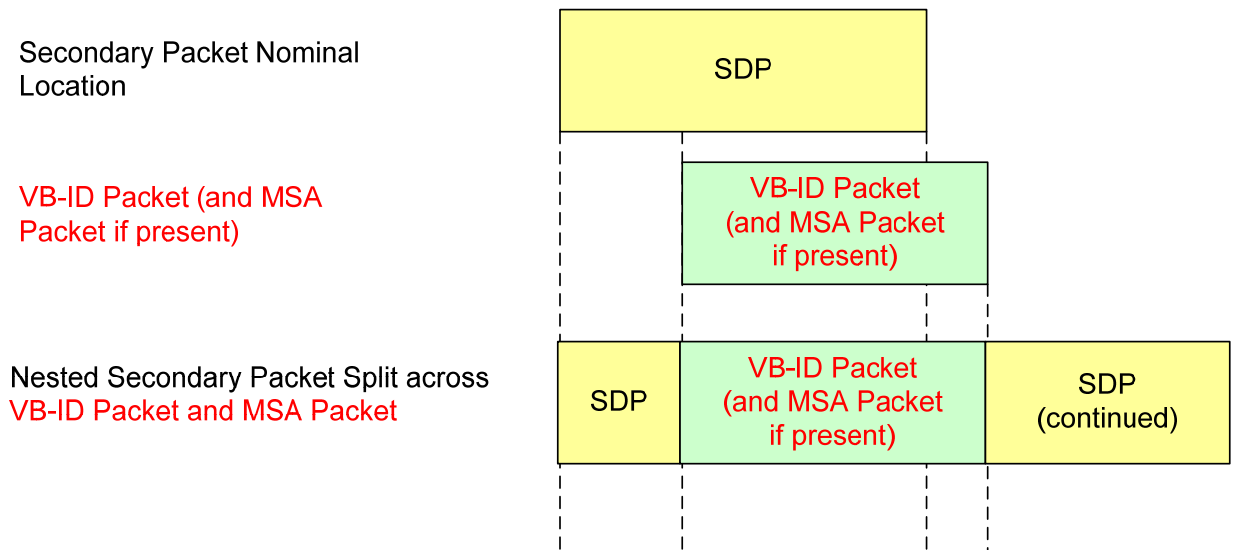 Secondary Packet Nominal
Location
SDP
VB-ID Packet (and MSA
Packet if present)
VB-ID Packet
(and MSA Packet
if present)
Nested Secondary Packet Split across
VB-ID Packet and MSA Packet
SDP
VB-ID Packet
(and MSA Packet
if present)
SDP
(continued)